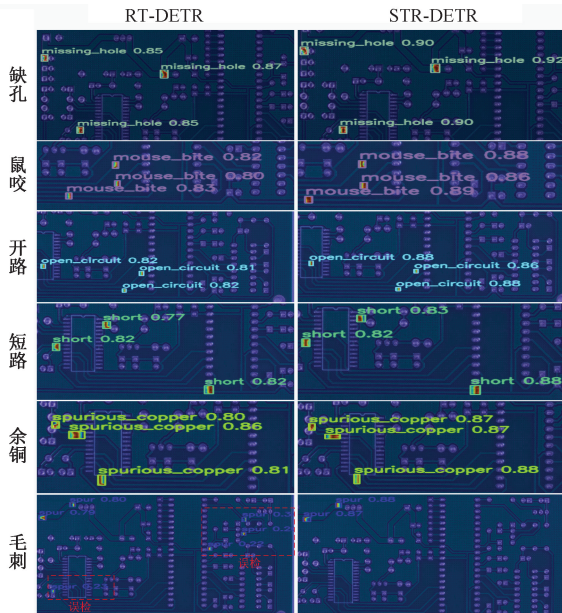 RT-DETR STR-DETR
缺孔
missing_hole 0.85 missing_hole 0.90
missing_hole 0.87 missing_hole 0.92
missing_hole 0.85 missing_hole 0.90
鼠咬
mouse_bite 0.82 mouse_bite 0.88
mouse_bite 0.80 mouse_bite 0.86
mouse_bite 0.83 mouse_bite 0.89
开路
open_circuit 0.82 open_circuit 0.88
open_circuit 0.81 open_circuit 0.86
open_circuit 0.82 open_circuit 0.88
短路
short 0.77 short 0.83
short 0.82 short 0.82
short 0.82 short 0.88
余铜
spurious_copper 0.80 spurious_copper 0.87
spurious_copper 0.86 spurious_copper 0.87
spurious_copper 0.81 spurious_copper 0.88
毛刺
spur 0.80 spur 0.88
spur 0.79 spur 0.87
误检
误检